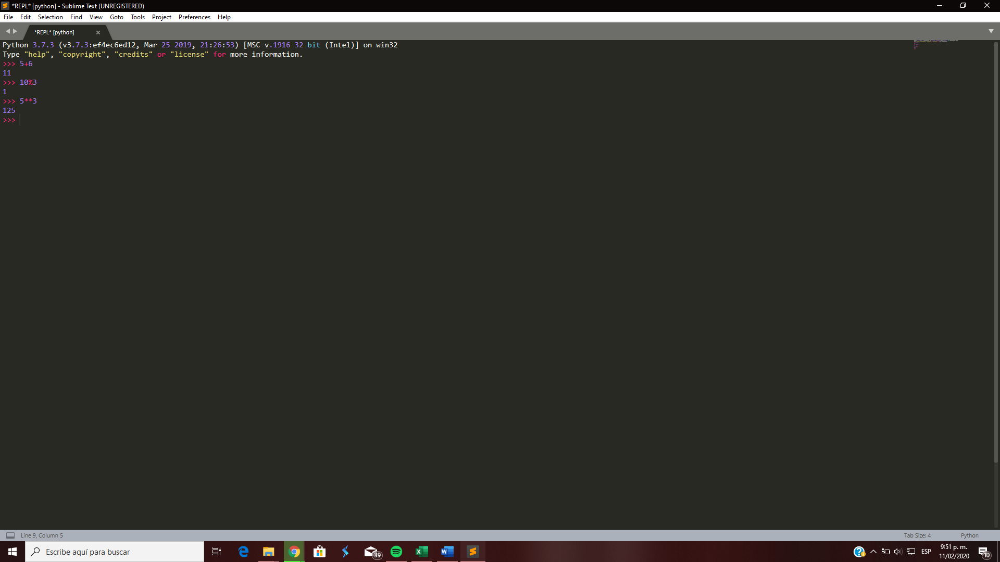 *REPL* [python] - Sublime Text (UNREGISTERED)
File Edit Selection Find View Goto Tools Project Preferences Help
*REPL* [python]
Python 3.7.3 (v3.7.3:ef4ec6ed12, Mar 25 2019, 21:26:53) [MSC v.1916 32 bit (Intel)] on win32
Type "help", "copyright", "credits" or "license" for more information.
>>> 5+6
11
>>> 10%3
1
>>> 5**3
125
>>>
Line 9, Column 5
Tab Size: 4
Python
Escribe aquí para buscar
39
ESP
9:51 p. m.
11/02/2020
10